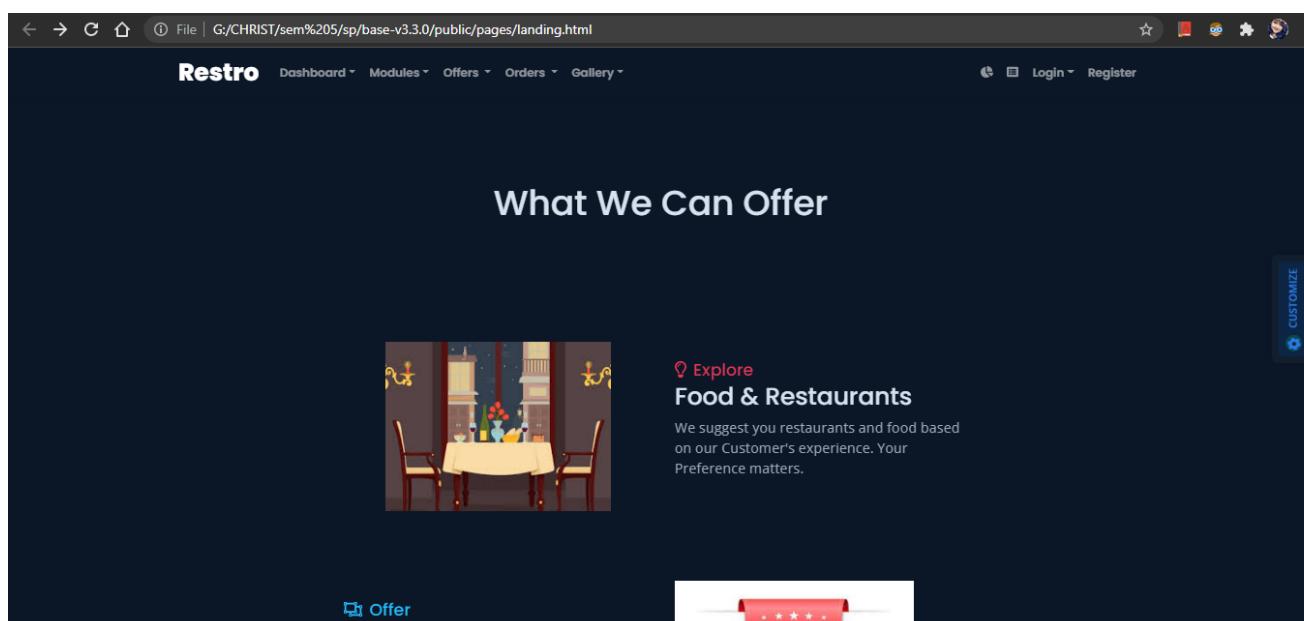 File | G:/CHRIST/sem%205/sp/base-v3.3.0/public/pages/landing.html
Restro Dashboard Modules Offers Orders Gallery Login Register
What We Can Offer
CUSTOMIZE
Explore
Food & Restaurants
We suggest you restaurants and food based
on our Customer's experience. Your
Preference matters.
Offer